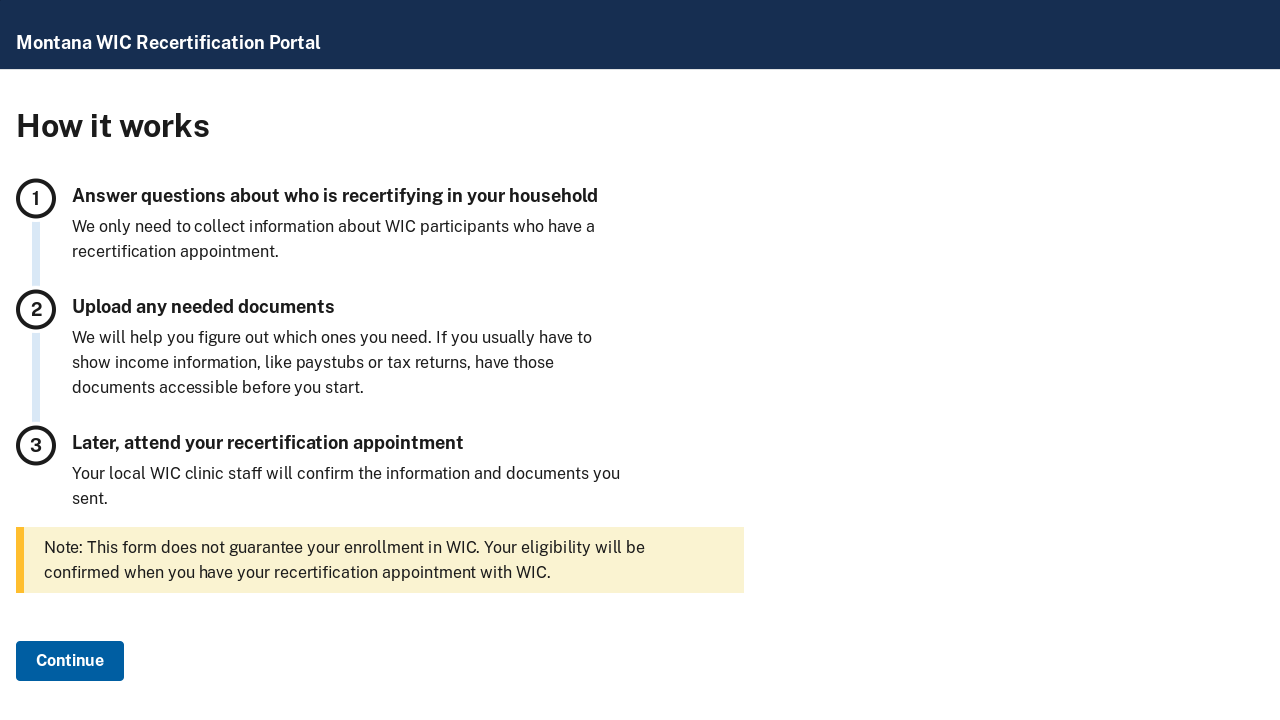 Montana WIC Recertification Portal
How it works
1
Answer questions about who is recertifying in your household
We only need to collect information about WIC participants who have a
recertification appointment.
2
Upload any needed documents
We will help you figure out which ones you need. If you usually have to
show income information, like paystubs or tax returns, have those
documents accessible before you start.
3
Later, attend your recertification appointment
Your local WIC clinic staff will confirm the information and documents you
sent.
Note: This form does not guarantee your enrollment in WIC. Your eligibility will be
confirmed when you have your recertification appointment with WIC.
Continue